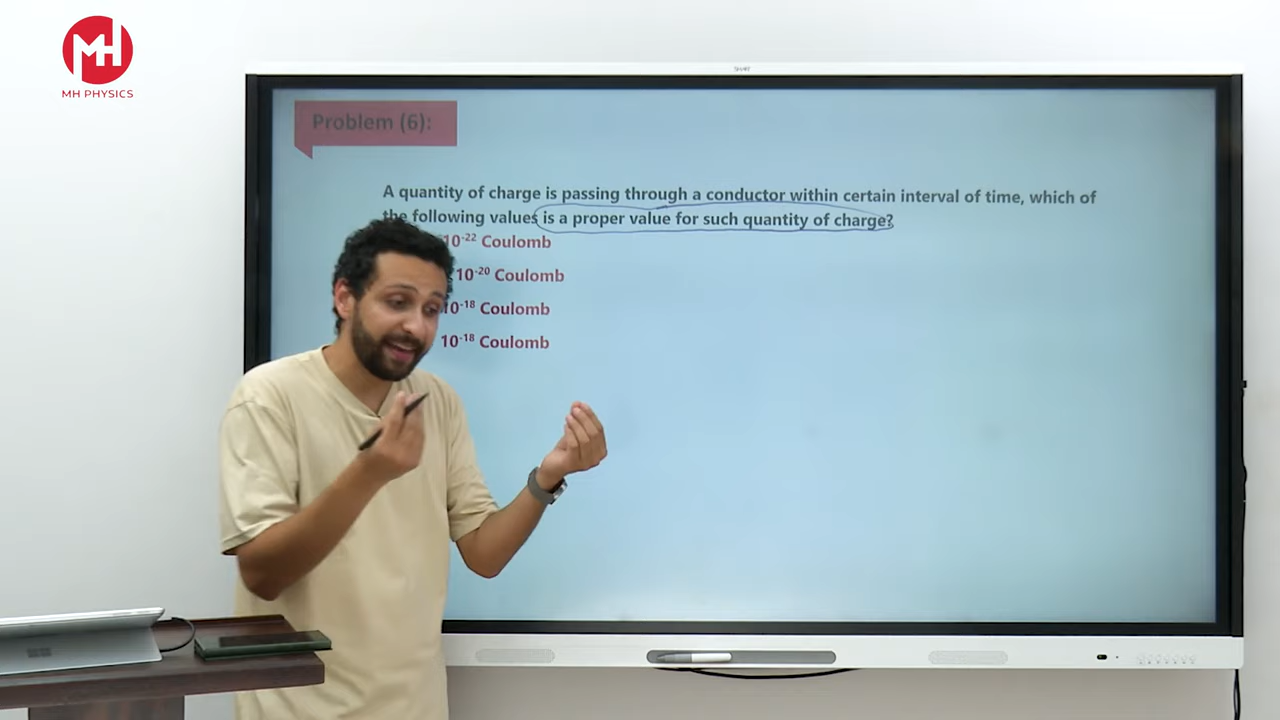 MH
MH PHYSICS
SMART
Problem (6):
A quantity of charge is passing through a conductor within certain interval of time, which of
the following values is a proper value for such quantity of charge?
10⁻²² Coulomb
10⁻²⁰ Coulomb
10⁻¹⁸ Coulomb
10⁻¹⁸ Coulomb